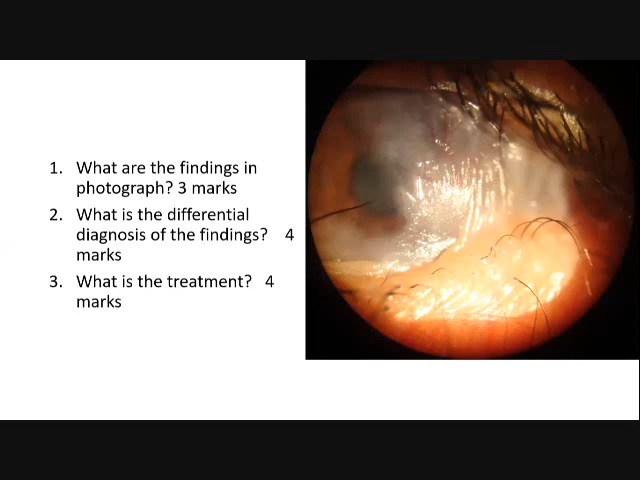 1. What are the findings in
photograph? 3 marks
2. What is the differential
diagnosis of the findings? 4
marks
3. What is the treatment? 4
marks